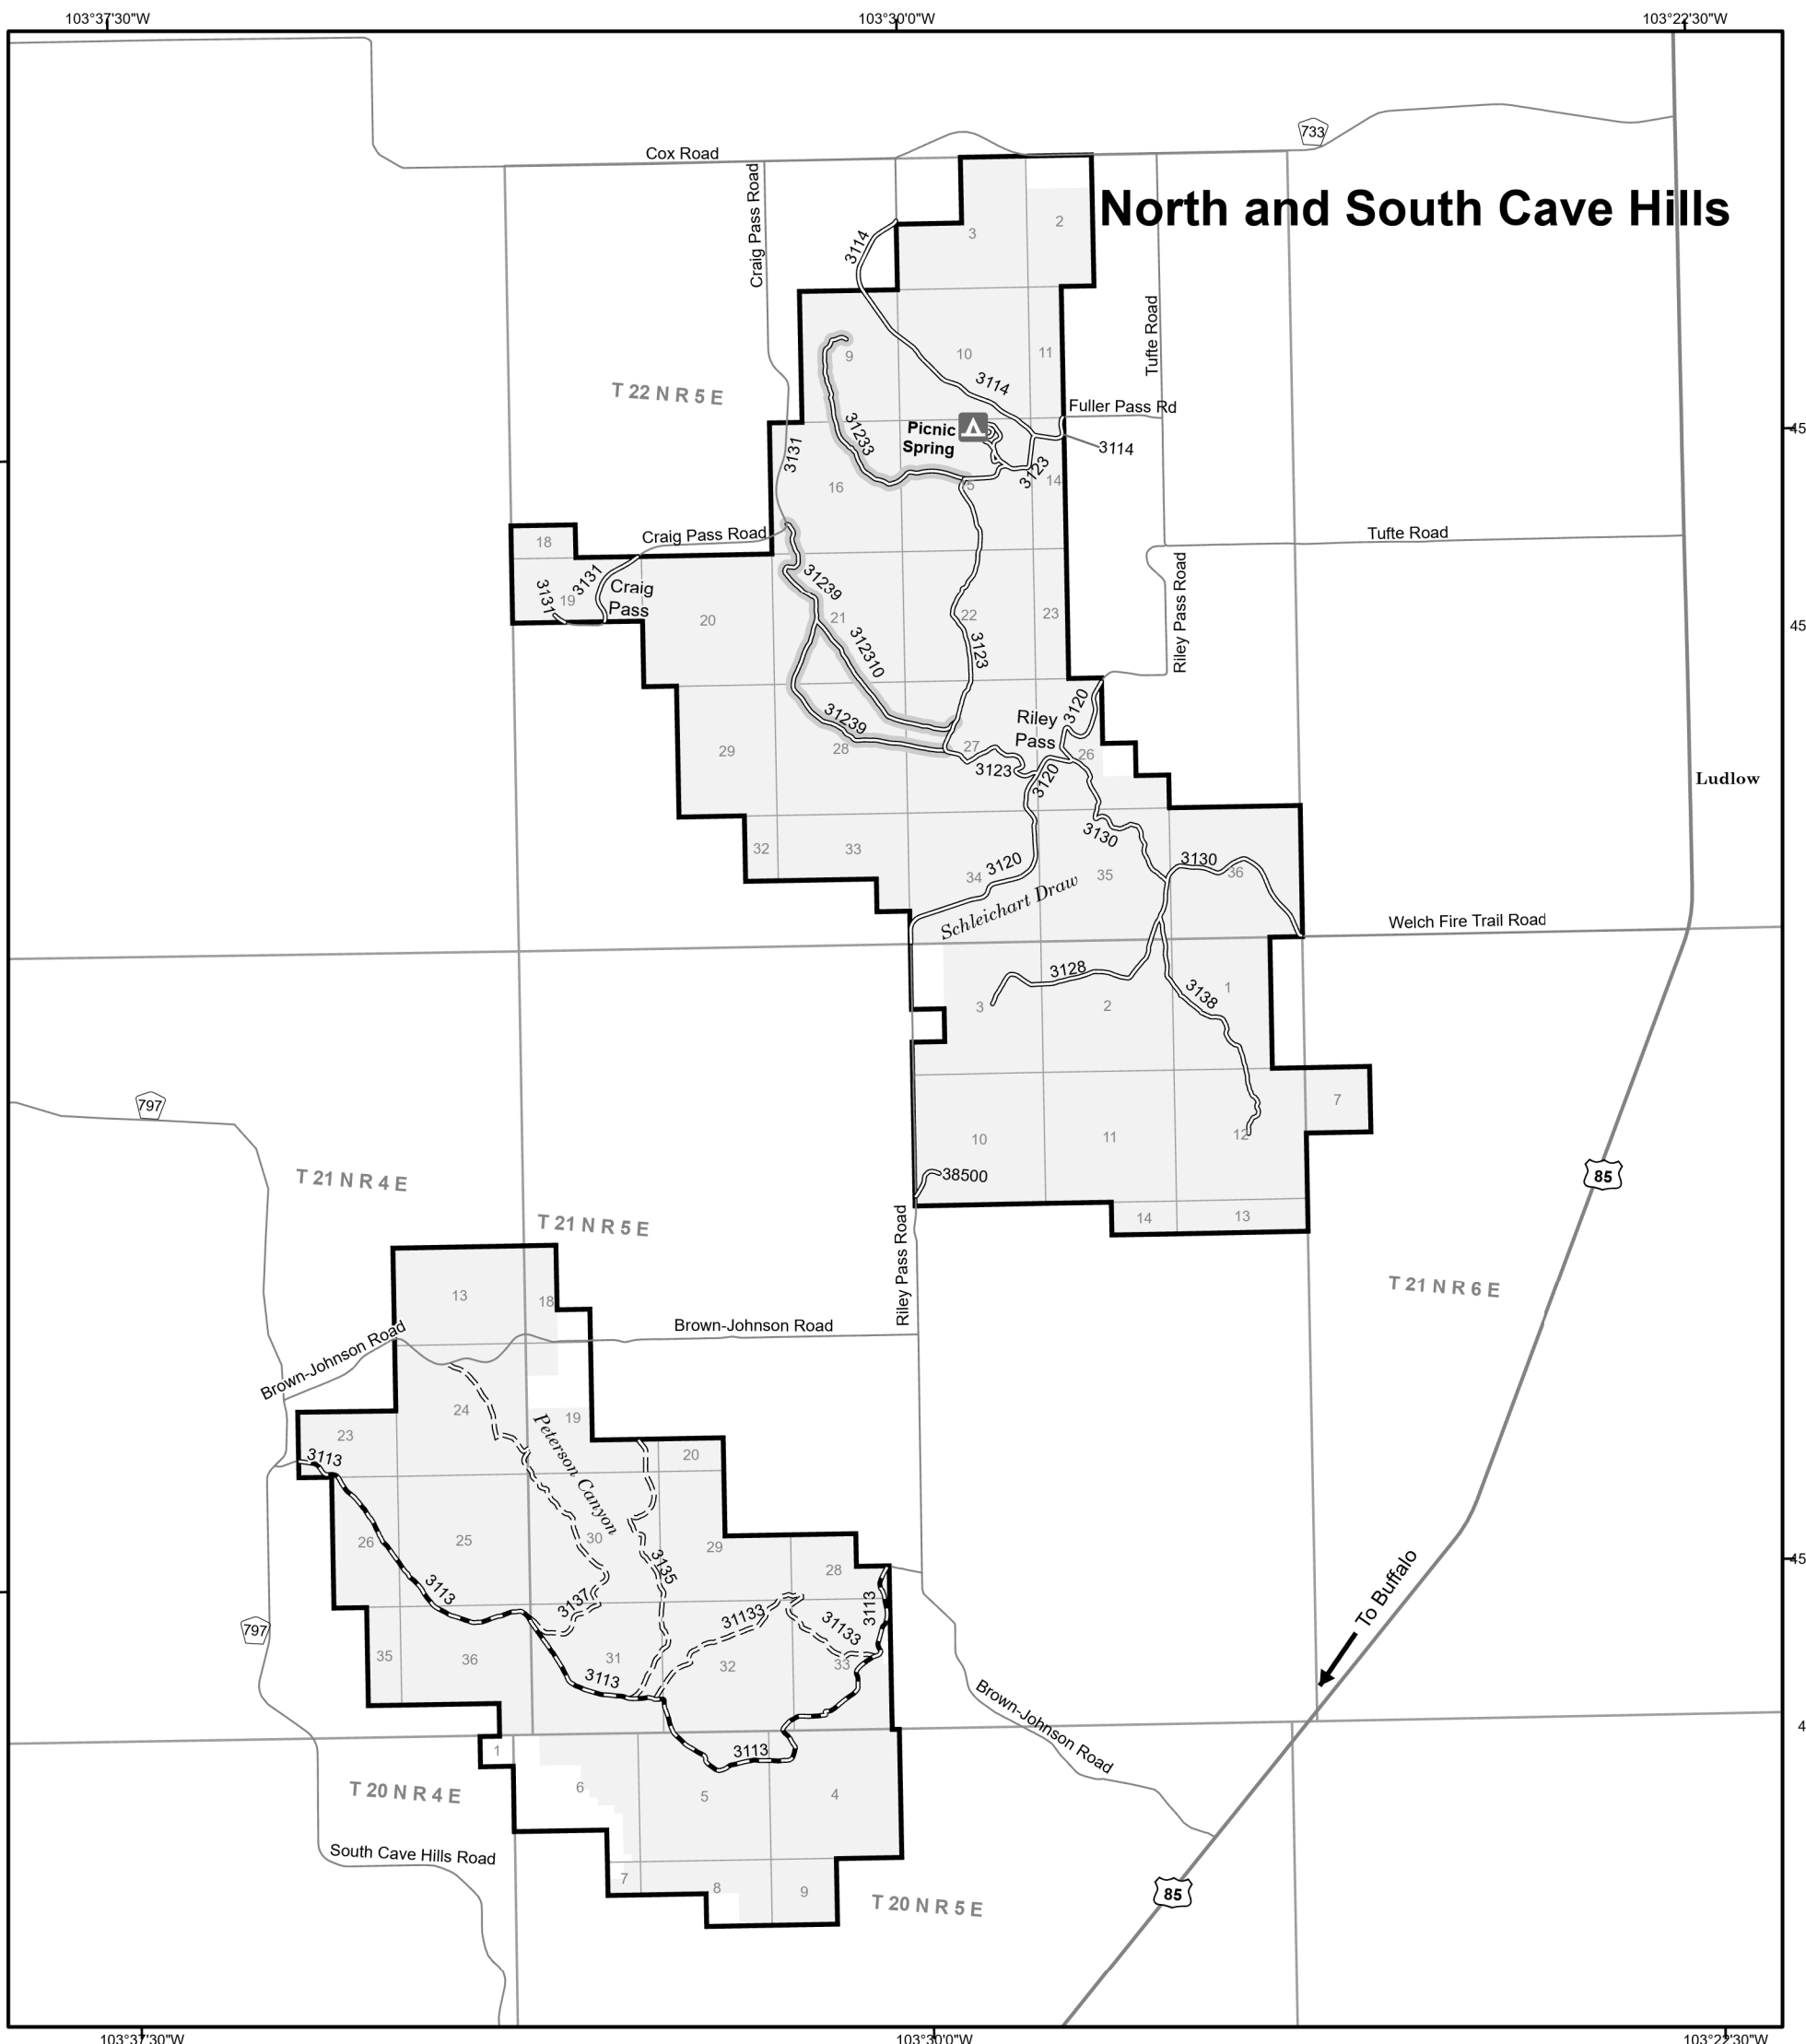 103°37'30"W
103°30'0"W
103°22'30"W
733
Cox Road
Craig Pass Road
North and South Cave Hills
2
3
3114
Tufte Road
9
10
11
T 22 N R 5 E
3114
Fuller Pass Rd
31233
Picnic
Spring
3114
45
3131
3123
16
14
Craig Pass Road
Tufte Road
18
3131
3131
19
Craig
Pass
31239
Riley Pass Road
20
21
22
23
45
312310
3123
31239
Riley
Pass
3120
29
28
27
26
3123
3120
Ludlow
3130
32
33
3130
34
3120
35
36
Schleichart Draw
Welch Fire Trail Road
3128
3
2
1
3138
797
7
10
11
12
T 21 N R 4 E
38500
85
T 21 N R 5 E
14
13
Riley Pass Road
13
18
T 21 N R 6 E
Brown-Johnson Road
Brown-Johnson Road
24
19
23
20
3113
Peterson Canyon
26
25
30
29
28
45
3135
3113
3137
31133
31133
3113
To Buffalo
797
35
36
31
32
33
3113
Brown-Johnson Road
4
1
3113
T 20 N R 4 E
6
5
4
South Cave Hills Road
7
8
9
T 20 N R 5 E
85
103°37'30"W
103°30'0"W
103°22'30"W